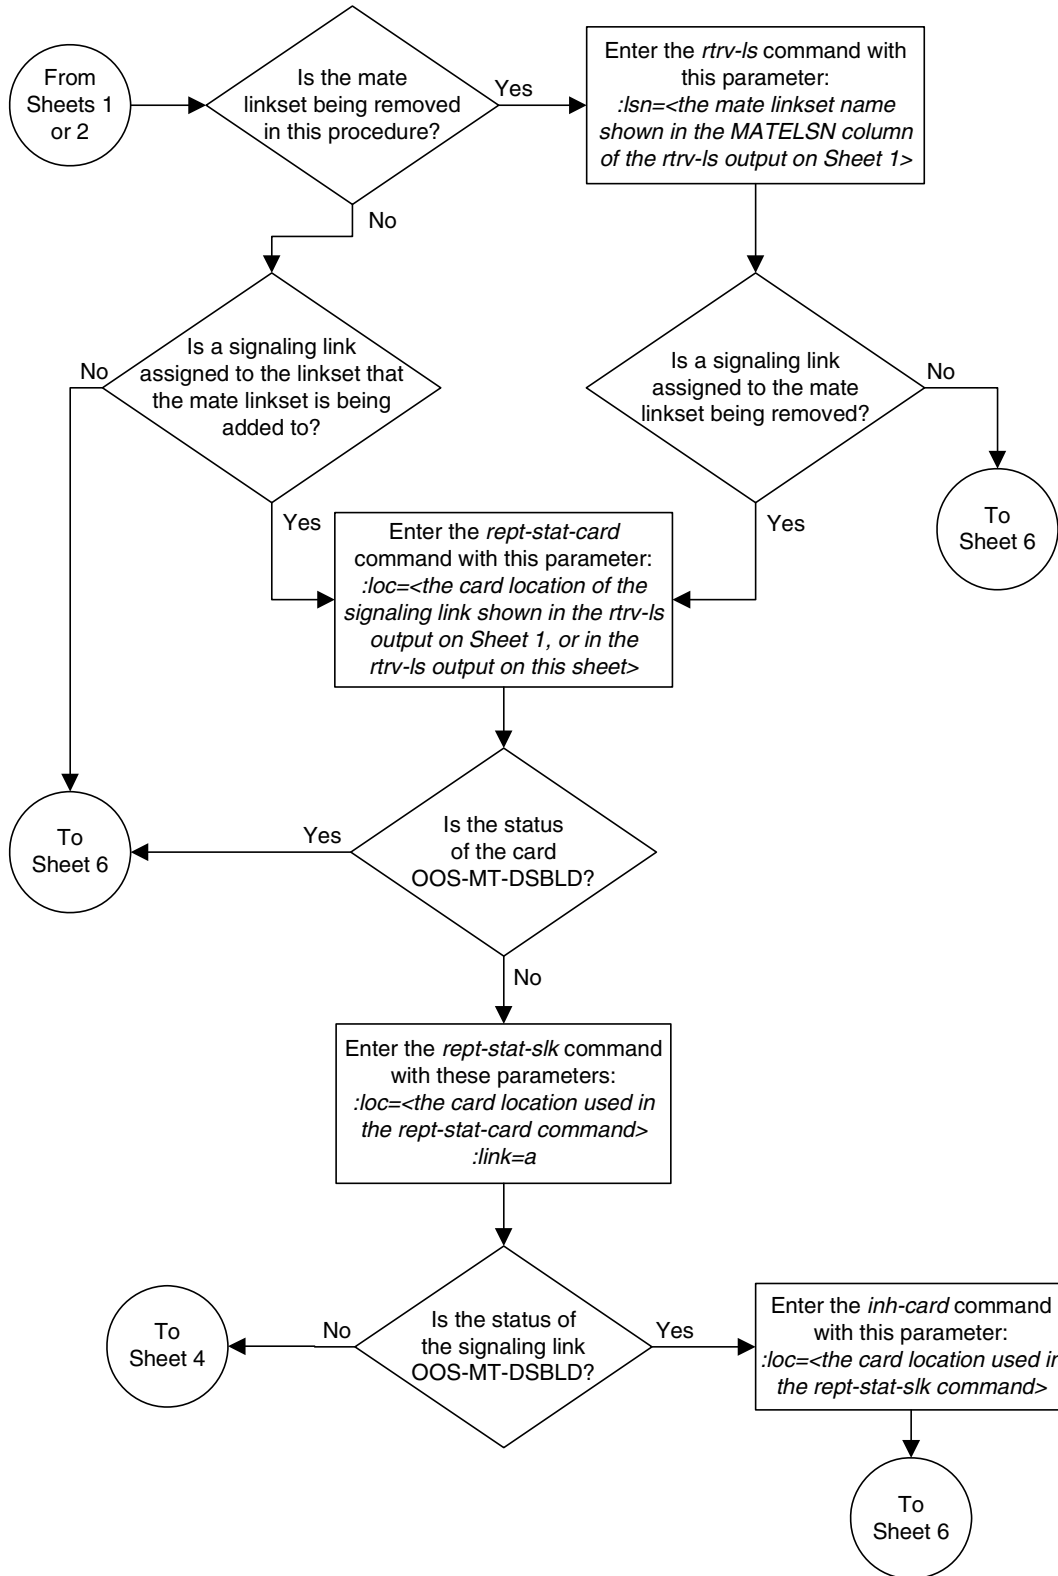 From
Sheets 1
or 2
Is the mate
linkset being removed
in this procedure?
Yes
Enter the rtrv-ls command with
this parameter:
:lsn=<the mate linkset name
shown in the MATELSN column
of the rtrv-ls output on Sheet 1>
No
No
Is a signaling link
assigned to the linkset that
the mate linkset is being
added to?
Is a signaling link
assigned to the mate
linkset being removed?
No
To
Sheet 6
Yes
Enter the rept-stat-card
command with this parameter:
:loc=<the card location of the
signaling link shown in the rtrv-ls
output on Sheet 1, or in the
rtrv-ls output on this sheet>
Yes
To
Sheet 6
Yes
Is the status
of the card
OOS-MT-DSBLD?
No
Enter the rept-stat-slk command
with these parameters:
:loc=<the card location used in
the rept-stat-card command>
:link=a
To
Sheet 4
No
Is the status of
the signaling link
OOS-MT-DSBLD?
Yes
Enter the inh-card command
with this parameter:
:loc=<the card location used in
the rept-stat-slk command>
To
Sheet 6